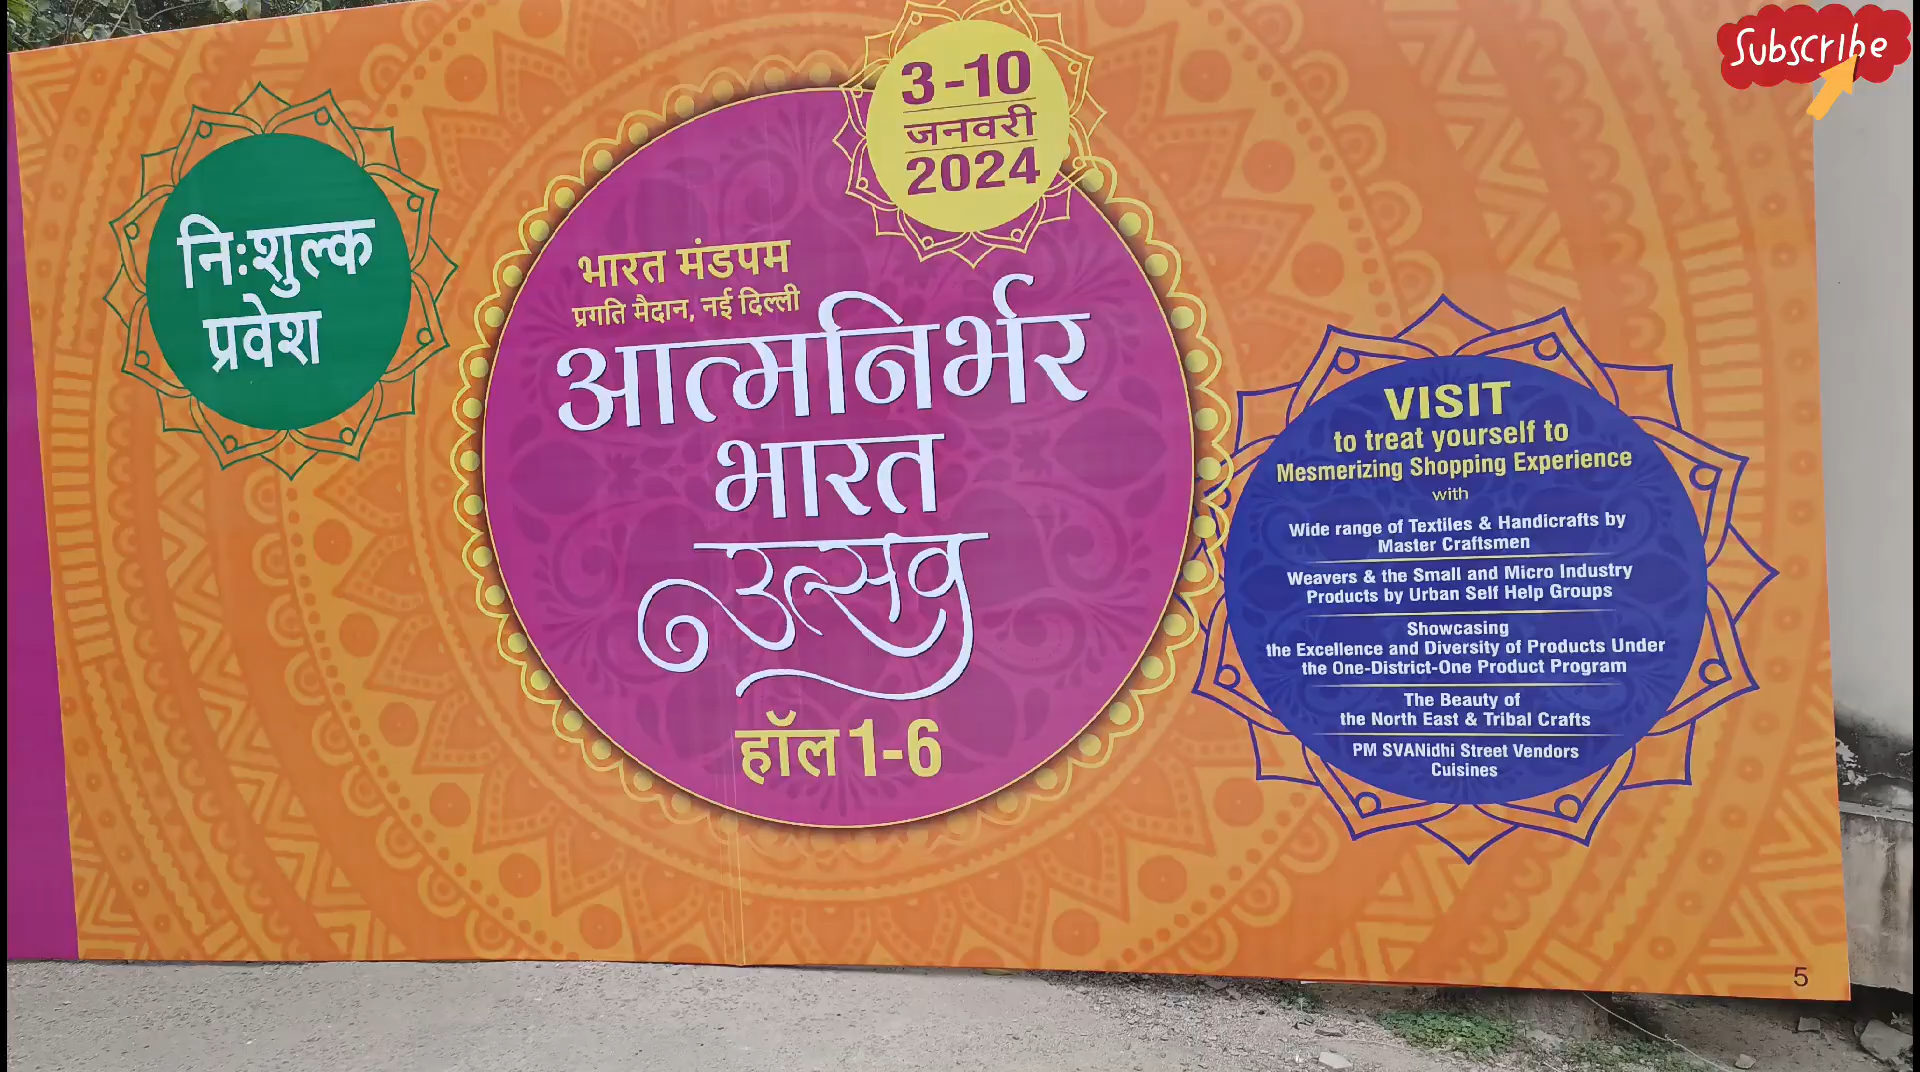 Subscribe
3-10
जनवरी
2024
निःशुल्क
प्रवेश
भारत मंडपम
प्रगति मैदान, नई दिल्ली
आत्मनिर्भर
भारत
उत्सव
हॉल 1-6
VISIT
to treat yourself to
Mesmerizing Shopping Experience
with
Wide range of Textiles & Handicrafts by
Master Craftsmen
Weavers & the Small and Micro Industry
Products by Urban Self Help Groups
Showcasing
the Excellence and Diversity of Products Under
the One-District-One Product Program
The Beauty of
the North East & Tribal Crafts
PM SVANidhi Street Vendors
Cuisines
5